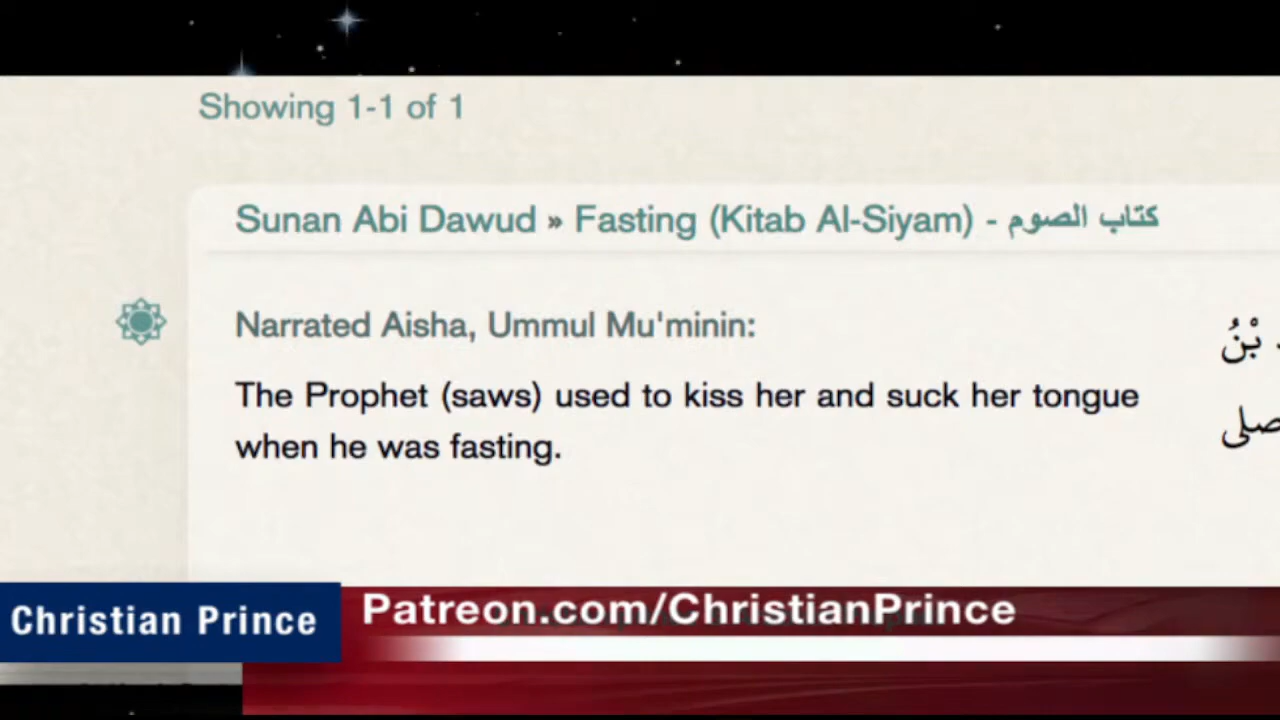 Showing 1-1 of 1
Sunan Abi Dawud » Fasting (Kitab Al-Siyam) - كتاب الصوم
Narrated Aisha, Ummul Mu'minin:
بْنُ
The Prophet (saws) used to kiss her and suck her tongue
صلى
when he was fasting.
Patreon.com/ChristianPrince
Christian Prince